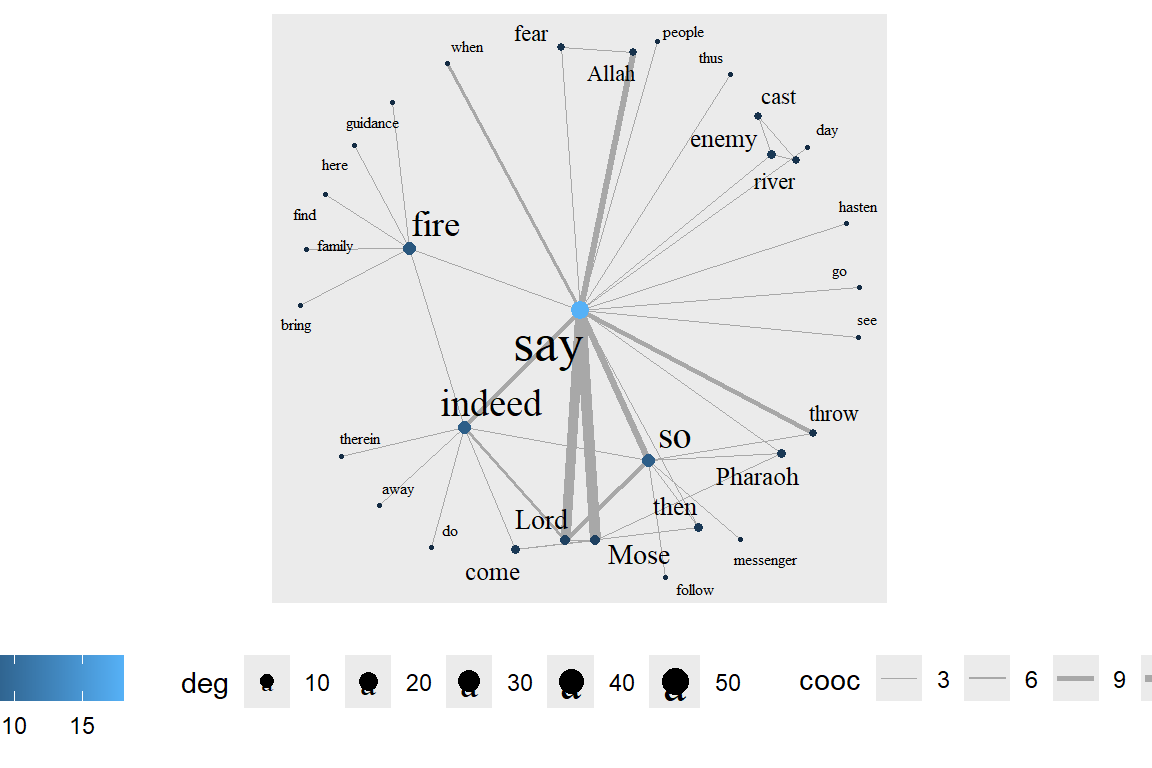 fear
people
when
Allah
thus
cast
guidance
day
enemy
here
river
find
hasten
fire
family
go
bring
see
say
indeed
throw
so
therein
Pharaoh
away
then
Lord
do
Mose
messenger
come
follow
deg a 10 a 20 a 30 a 40 a 50 cooc 3 6 9
10 15